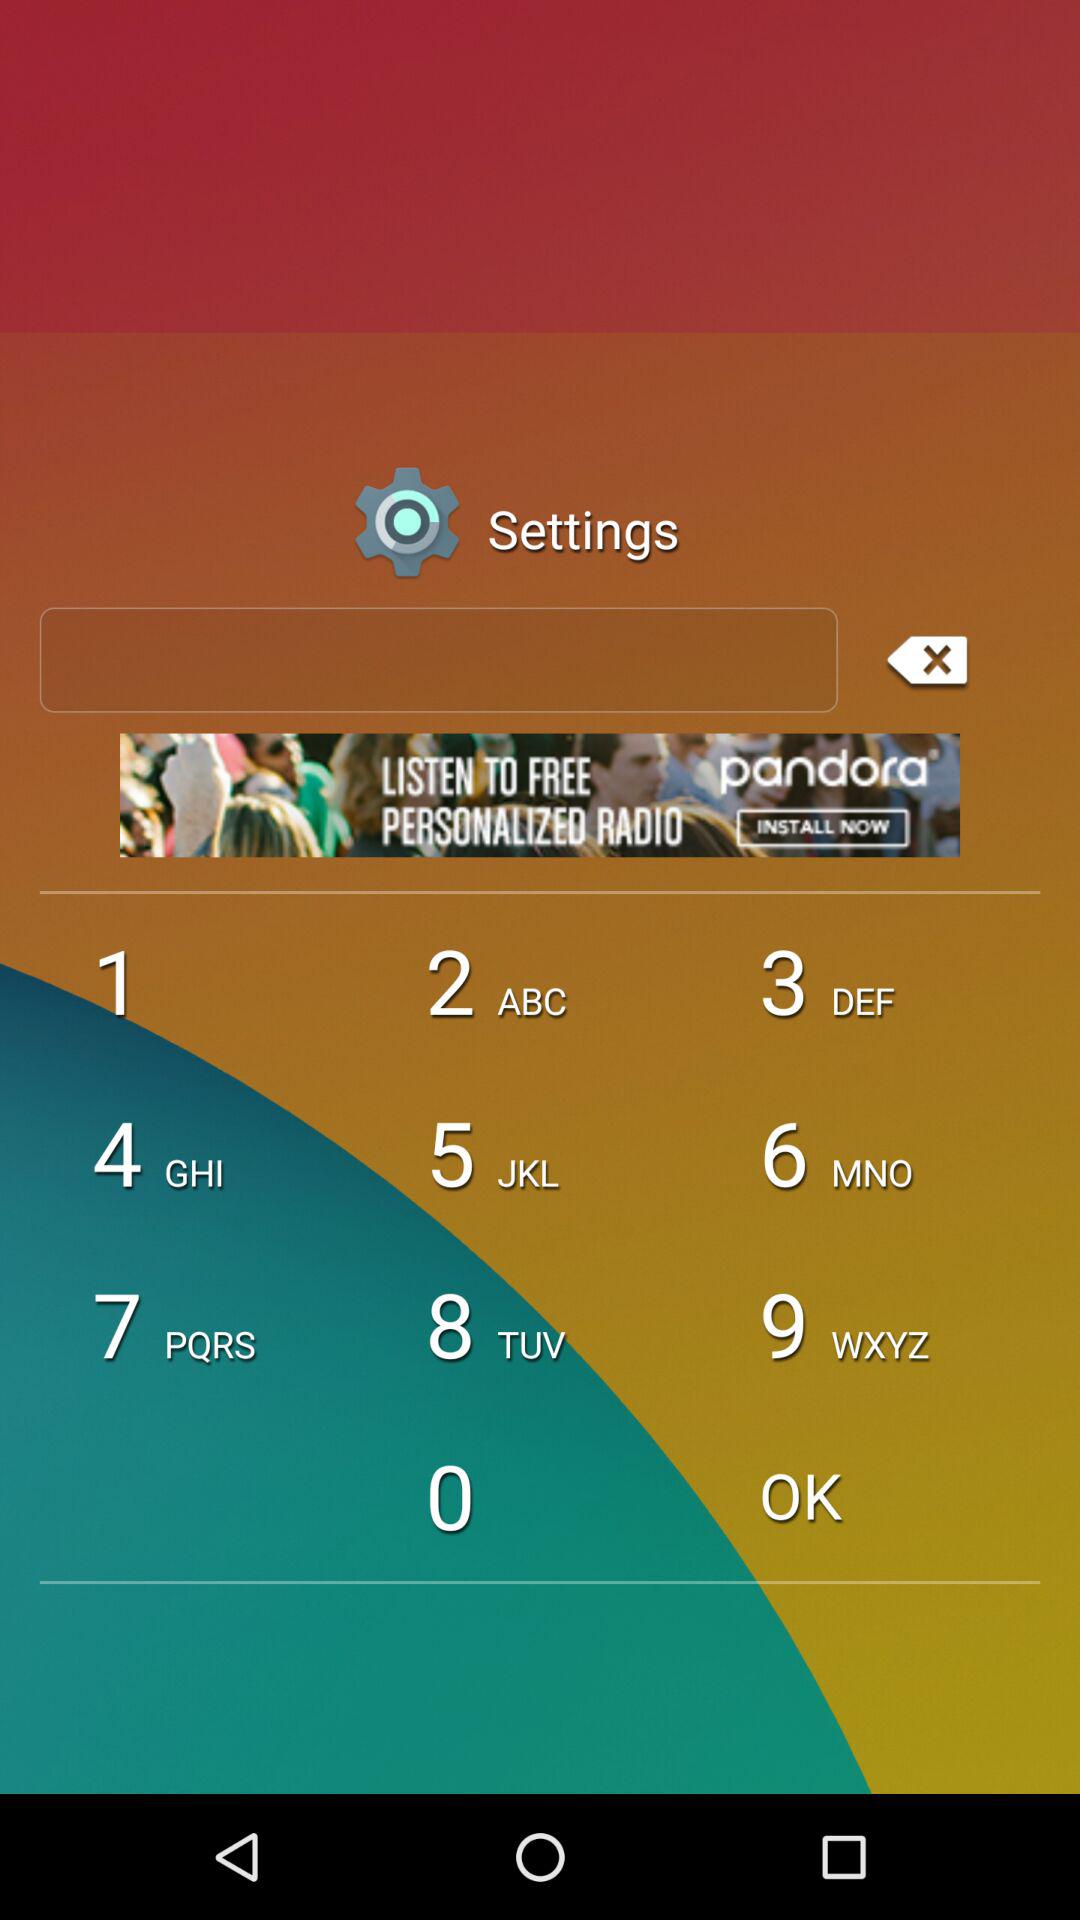 Settings
LISTEN TO FREE
PERSONALIZED RADIO
pandora®
INSTALL NOW
1
2 ABC
3 DEF
4 GHI
5 JKL
6 MNO
7 PQRS
8 TUV
9 WXYZ
0
OK